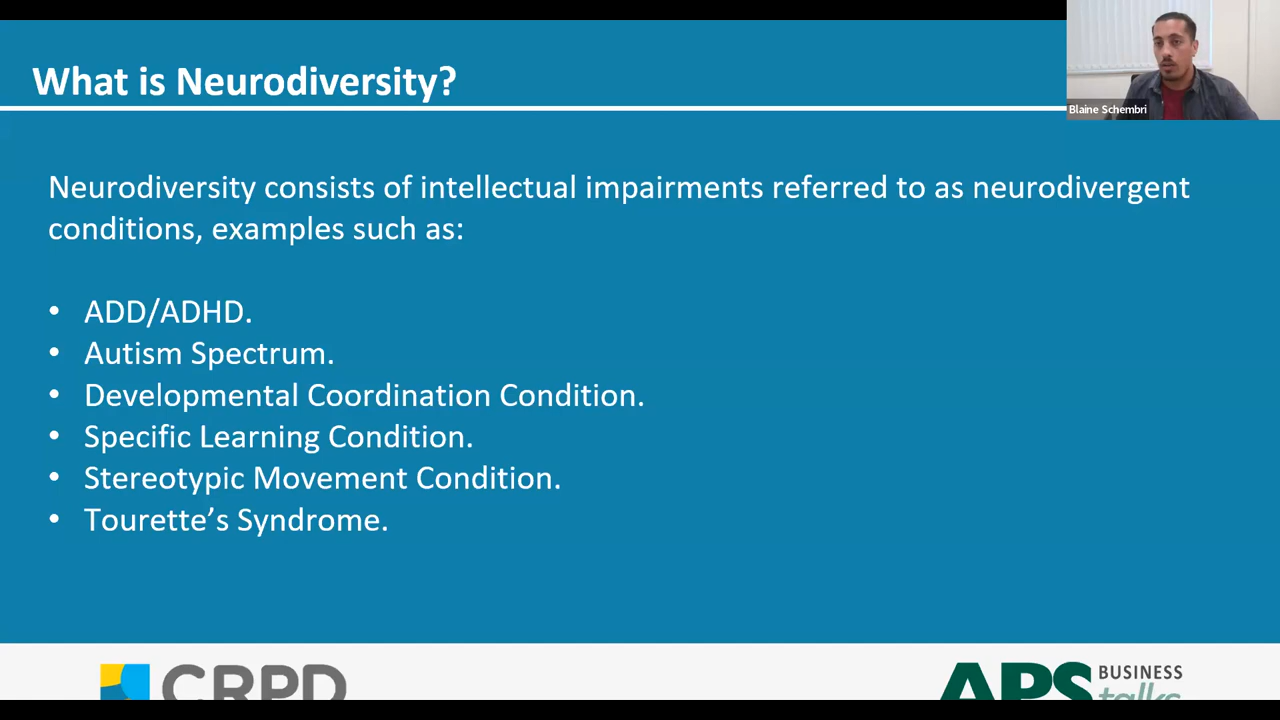 What is Neurodiversity?
Blaine Schembri
Neurodiversity consists of intellectual impairments referred to as neurodivergent
conditions, examples such as:
• ADD/ADHD.
• Autism Spectrum.
• Developmental Coordination Condition.
• Specific Learning Condition.
• Stereotypic Movement Condition.
• Tourette’s Syndrome.
CRPD
APS BUSINESS
talks